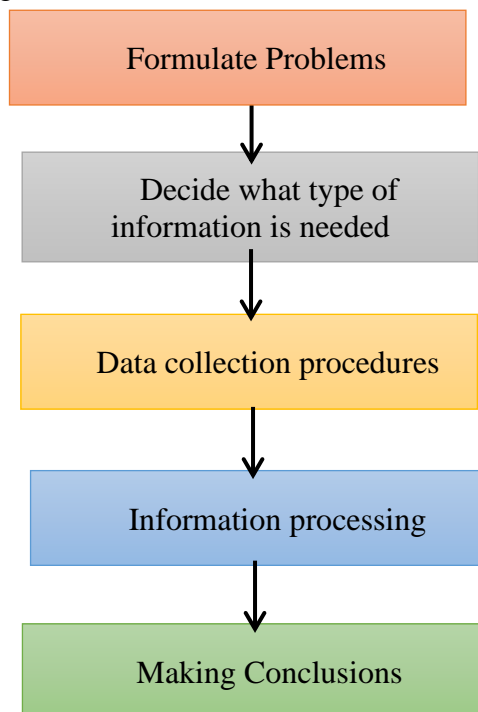 Formulate Problems
Decide what type of
information is needed
Data collection procedures
Information processing
Making Conclusions